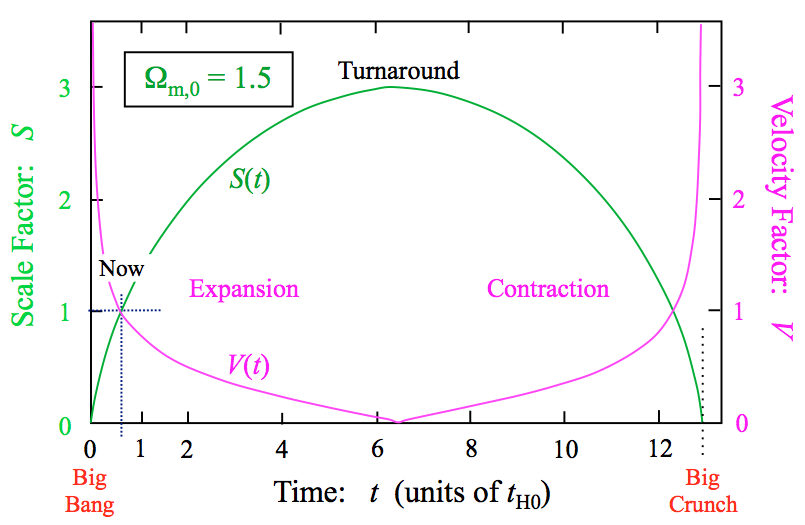 Ωm,0 = 1.5
Turnaround
3
3
S(t)
2
2
Now
Expansion
Contraction
1
1
V(t)
0
0
0 1 2 4 6 8 10 12
Big Bang
Time: t (units of tH0)
Big Crunch
Scale Factor: S
Velocity Factor: V